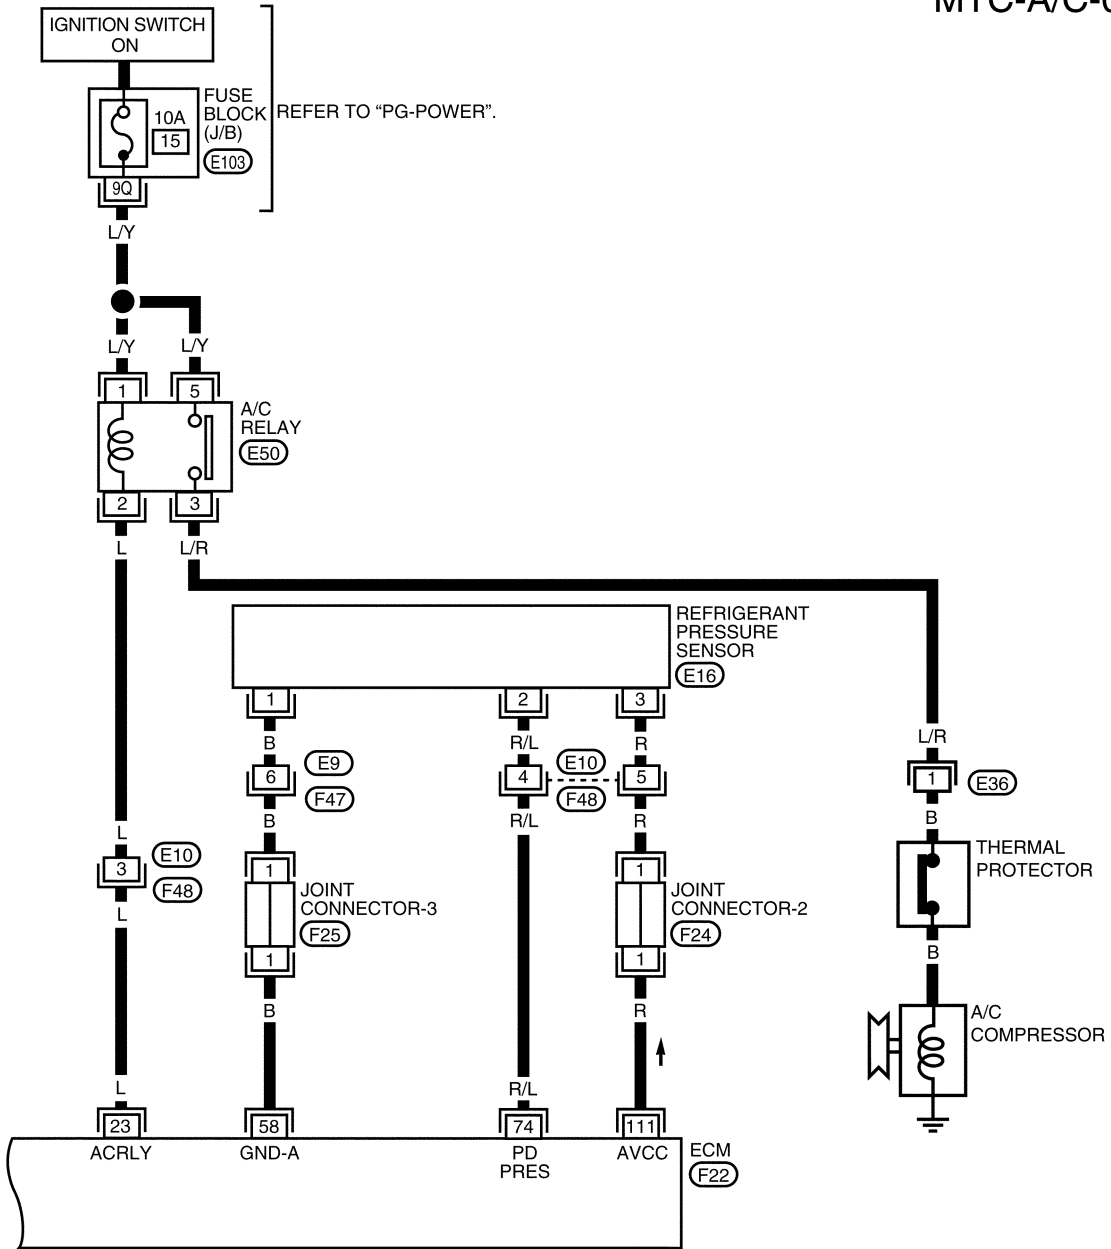 MTC-A/C-0
IGNITION SWITCH
ON
FUSE
BLOCK
(J/B)
REFER TO “PG-POWER”.
10A
15
E103
9Q
L/Y
L/Y
L/Y
1
5
A/C
RELAY
E50
2
3
L
L/R
REFRIGERANT
PRESSURE
SENSOR
E16
1
2
3
B
R/L
R
L/R
6
E9
F47
4
E10
F48
5
1
E36
B
R/L
R
B
L
3
E10
F48
L
1
JOINT
CONNECTOR-3
F25
1
1
JOINT
CONNECTOR-2
F24
1
THERMAL
PROTECTOR
B
B
R
A/C
COMPRESSOR
L
R/L
23
58
74
111
ACRLY
GND-A
PD
PRES
AVCC
ECM
F22